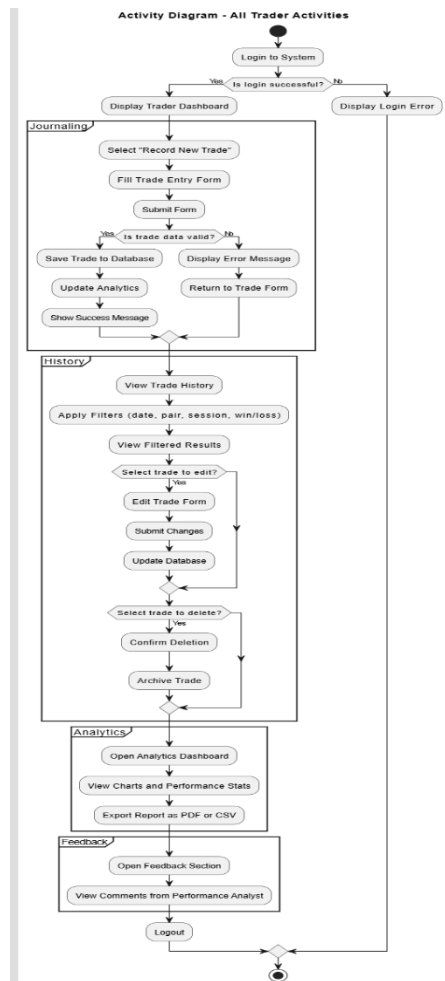 Activity Diagram - All Trader Activities
Login to System
Yes
Is login successful?
No
Display Trader Dashboard
Display Login Error
Journaling
Select "Record New Trade"
Fill Trade Entry Form
Submit Form
Yes
Is trade data valid?
No
Save Trade to Database
Display Error Message
Update Analytics
Return to Trade Form
Show Success Message
History
View Trade History
Apply Filters (date, pair, session, win/loss)
View Filtered Results
Select trade to edit?
Yes
Edit Trade Form
Submit Changes
Update Database
Select trade to delete?
Yes
Confirm Deletion
Archive Trade
Analytics
Open Analytics Dashboard
View Charts and Performance Stats
Export Report as PDF or CSV
Feedback
Open Feedback Section
View Comments from Performance Analyst
Logout